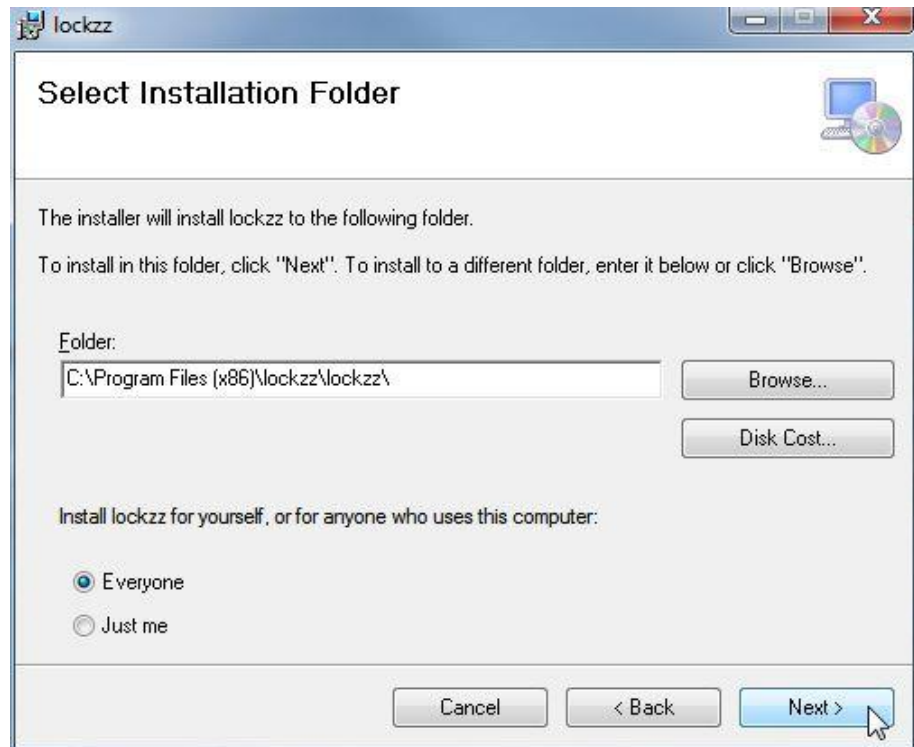 lockzz
Select Installation Folder
The installer will install lockzz to the following folder.
To install in this folder, click "Next". To install to a different folder, enter it below or click "Browse".
Folder:
C:\Program Files (x86)\lockzz\lockzz\
Browse...
Disk Cost...
Install lockzz for yourself, or for anyone who uses this computer:
Everyone
Just me
Cancel
< Back
Next >